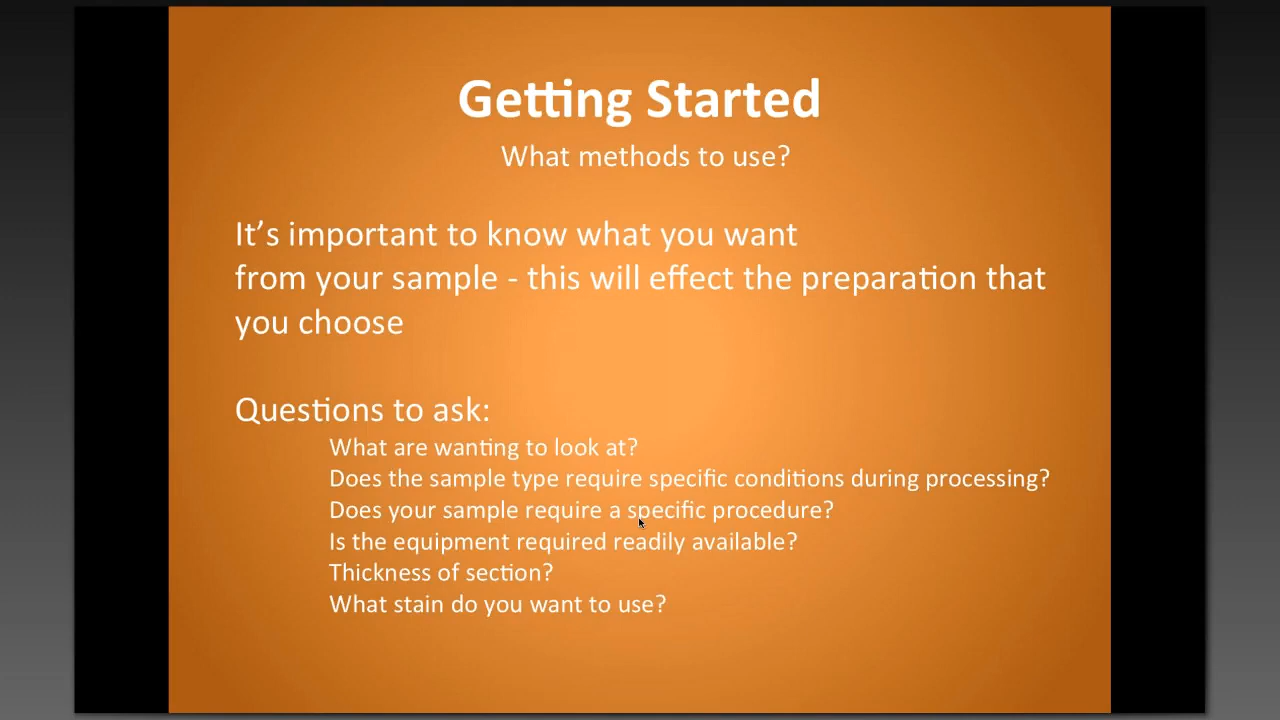 Getting Started
What methods to use?
It’s important to know what you want
from your sample - this will effect the preparation that
you choose
Questions to ask:
What are wanting to look at?
Does the sample type require specific conditions during processing?
Does your sample require a specific procedure?
Is the equipment required readily available?
Thickness of section?
What stain do you want to use?